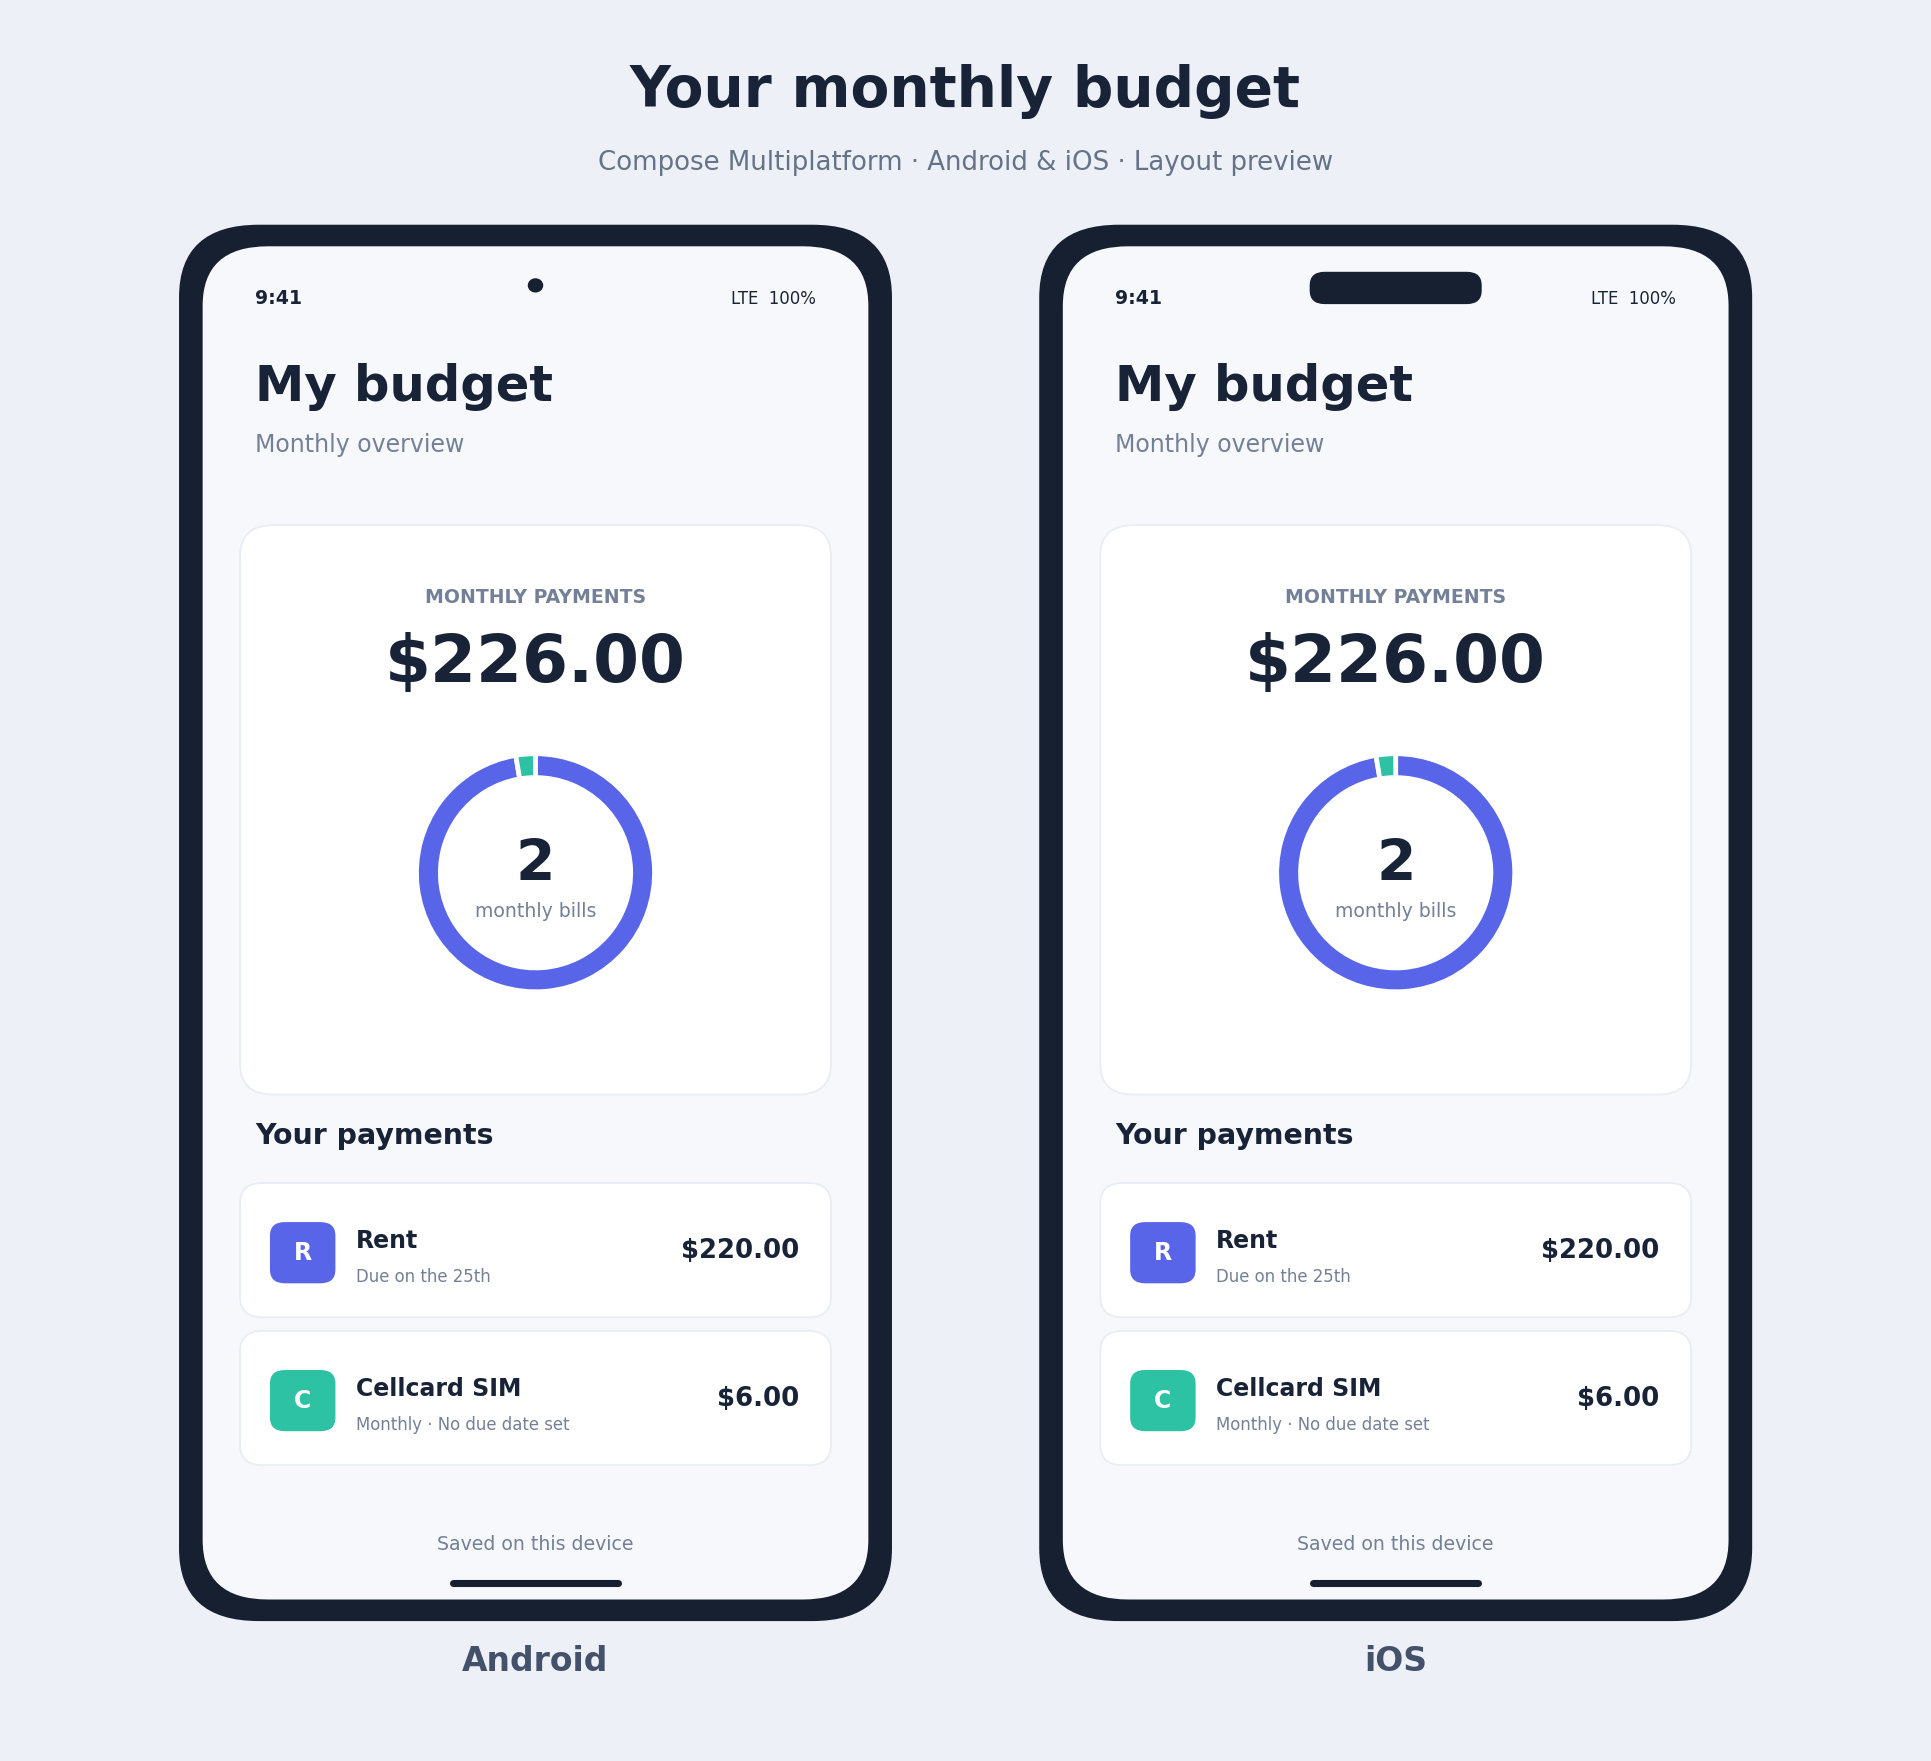 Your monthly budget
Compose Multiplatform · Android & iOS · Layout preview
9:41
LTE 100%
My budget
Monthly overview
MONTHLY PAYMENTS
$226.00
2
monthly bills
Your payments
R
Rent
Due on the 25th
$220.00
C
Cellcard SIM
Monthly · No due date set
$6.00
Saved on this device
Android
9:41
LTE 100%
My budget
Monthly overview
MONTHLY PAYMENTS
$226.00
2
monthly bills
Your payments
R
Rent
Due on the 25th
$220.00
C
Cellcard SIM
Monthly · No due date set
$6.00
Saved on this device
iOS